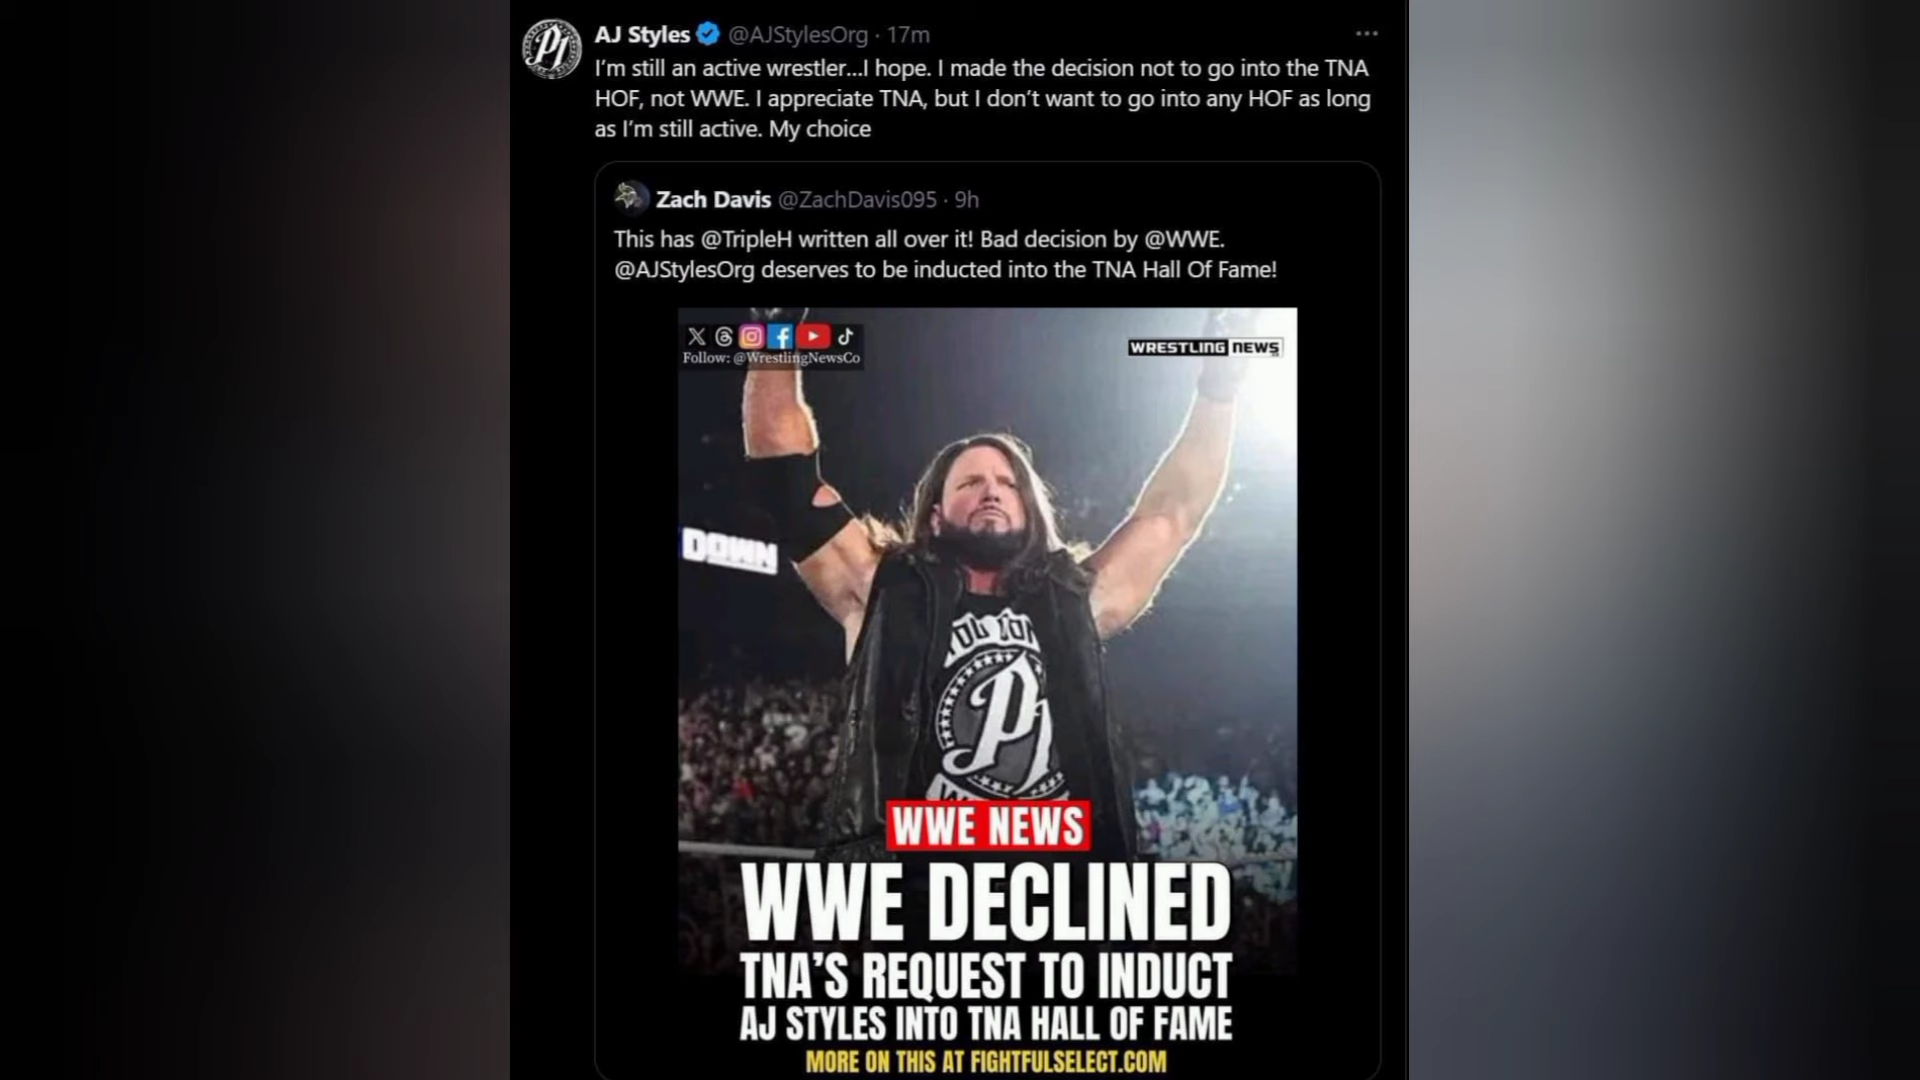 AJ Styles @AJStylesOrg · 17m
I'm still an active wrestler...I hope. I made the decision not to go into the TNA
HOF, not WWE. I appreciate TNA, but I don't want to go into any HOF as long
as I'm still active. My choice
Zach Davis @ZachDavis095 · 9h
This has @TripleH written all over it! Bad decision by @WWE.
@AJStylesOrg deserves to be inducted into the TNA Hall Of Fame!
Follow: @WrestlingNewsCo
WRESTLING NEWS
DOWN
P1
WWE NEWS
WWE DECLINED
TNA'S REQUEST TO INDUCT
AJ STYLES INTO TNA HALL OF FAME
MORE ON THIS AT FIGHTFULSELECT.COM